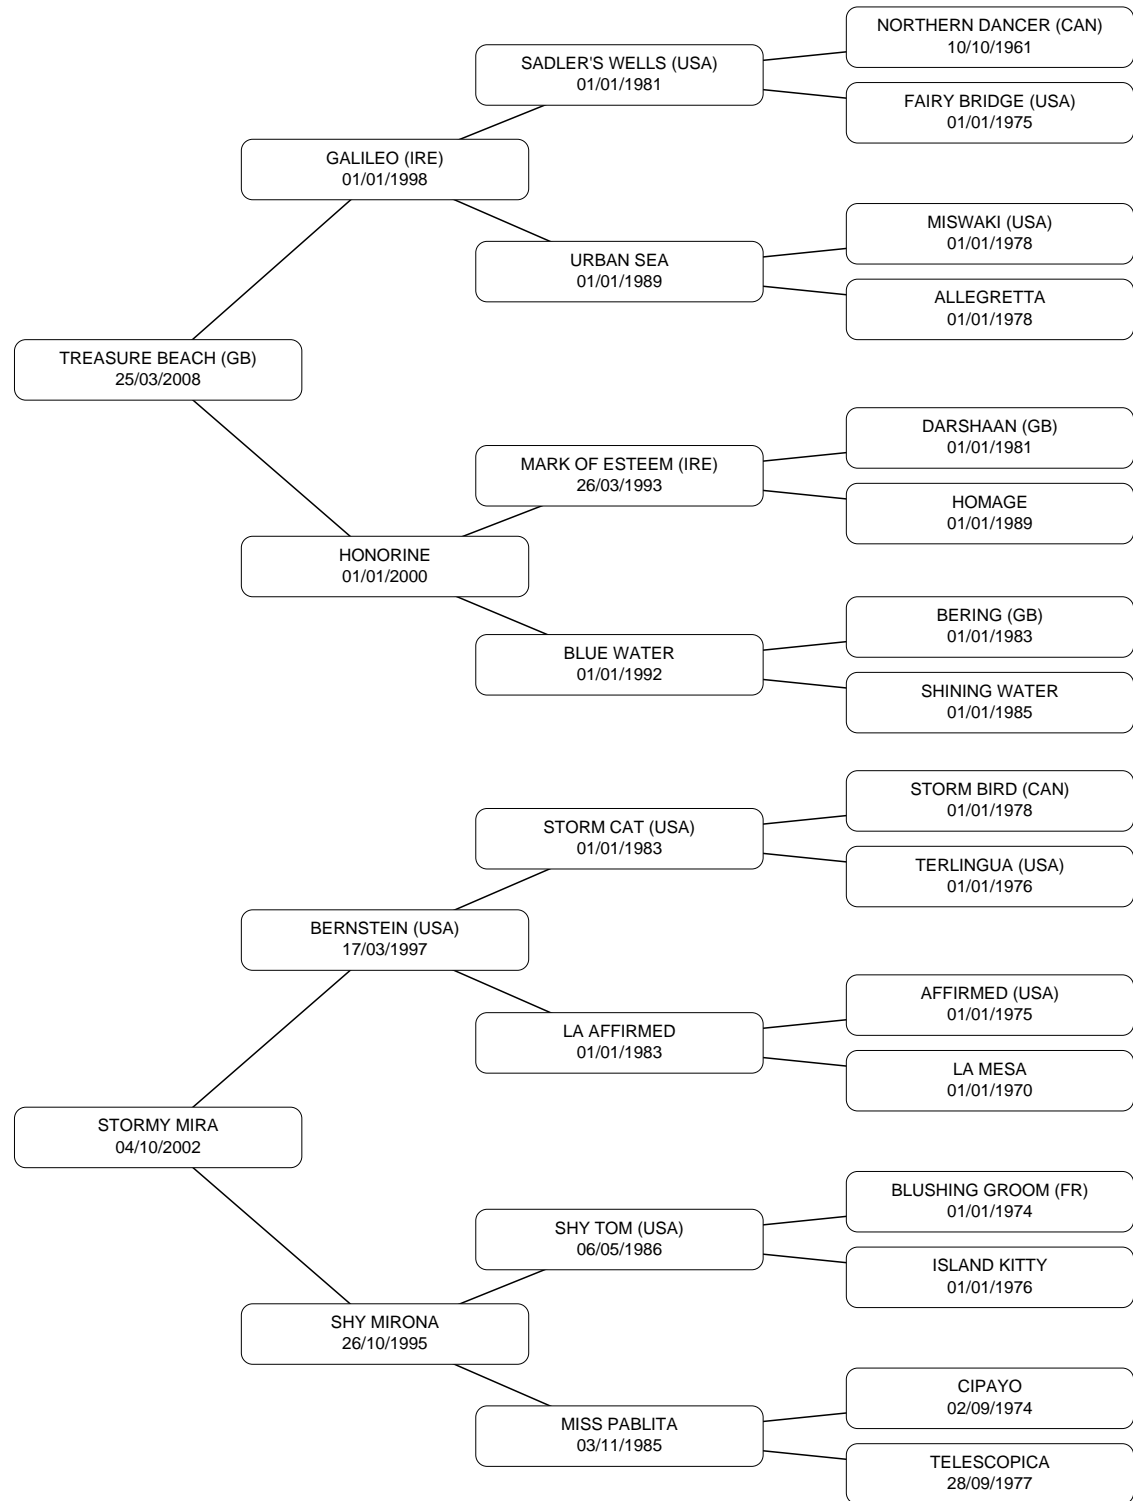 NORTHERN DANCER (CAN)
10/10/1961
SADLER'S WELLS (USA)
01/01/1981
FAIRY BRIDGE (USA)
01/01/1975
GALILEO (IRE)
01/01/1998
MISWAKI (USA)
01/01/1978
URBAN SEA
01/01/1989
ALLEGRETTA
01/01/1978
TREASURE BEACH (GB)
25/03/2008
DARSHAAN (GB)
01/01/1981
MARK OF ESTEEM (IRE)
26/03/1993
HOMAGE
01/01/1989
HONORINE
01/01/2000
BERING (GB)
01/01/1983
BLUE WATER
01/01/1992
SHINING WATER
01/01/1985
STORM BIRD (CAN)
01/01/1978
STORM CAT (USA)
01/01/1983
TERLINGUA (USA)
01/01/1976
BERNSTEIN (USA)
17/03/1997
AFFIRMED (USA)
01/01/1975
LA AFFIRMED
01/01/1983
LA MESA
01/01/1970
STORMY MIRA
04/10/2002
BLUSHING GROOM (FR)
01/01/1974
SHY TOM (USA)
06/05/1986
ISLAND KITTY
01/01/1976
SHY MIRONA
26/10/1995
CIPAYO
02/09/1974
MISS PABLITA
03/11/1985
TELESCOPICA
28/09/1977